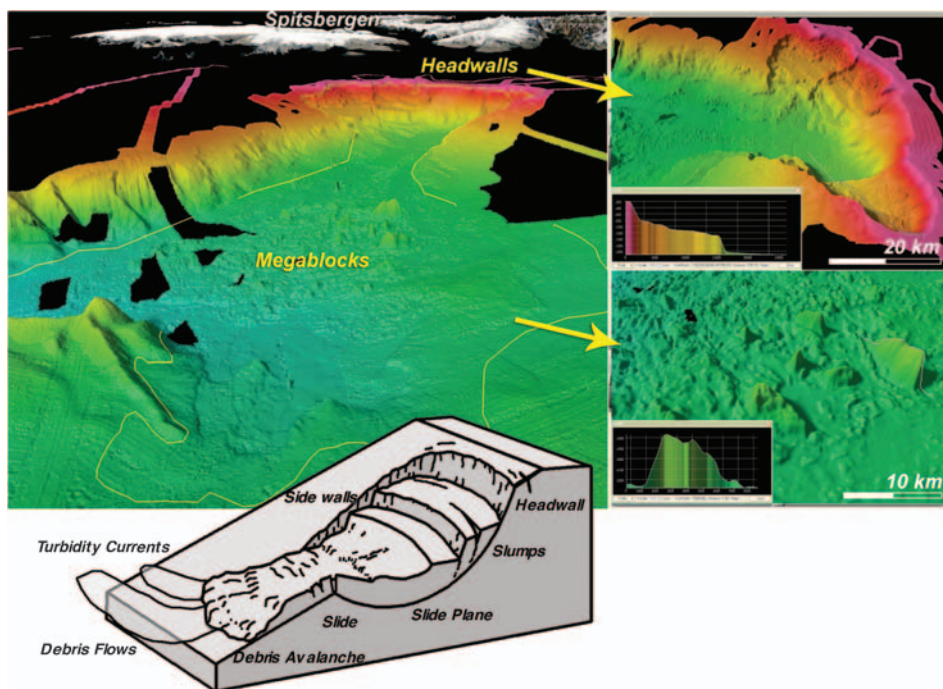 Spitsbergen
Headwalls
Megablocks
20 km
10 km
Side walls
Headwall
Turbidity Currents
Slumps
Slide
Slide Plane
Debris Flows
Debris Avalanche